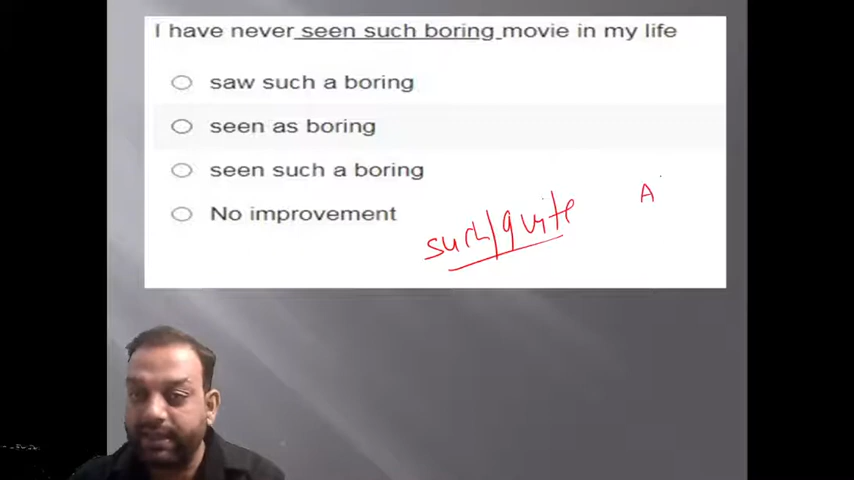 I have never seen such boring movie in my life
saw such a boring
seen as boring
seen such a boring
No improvement
such/quite
A